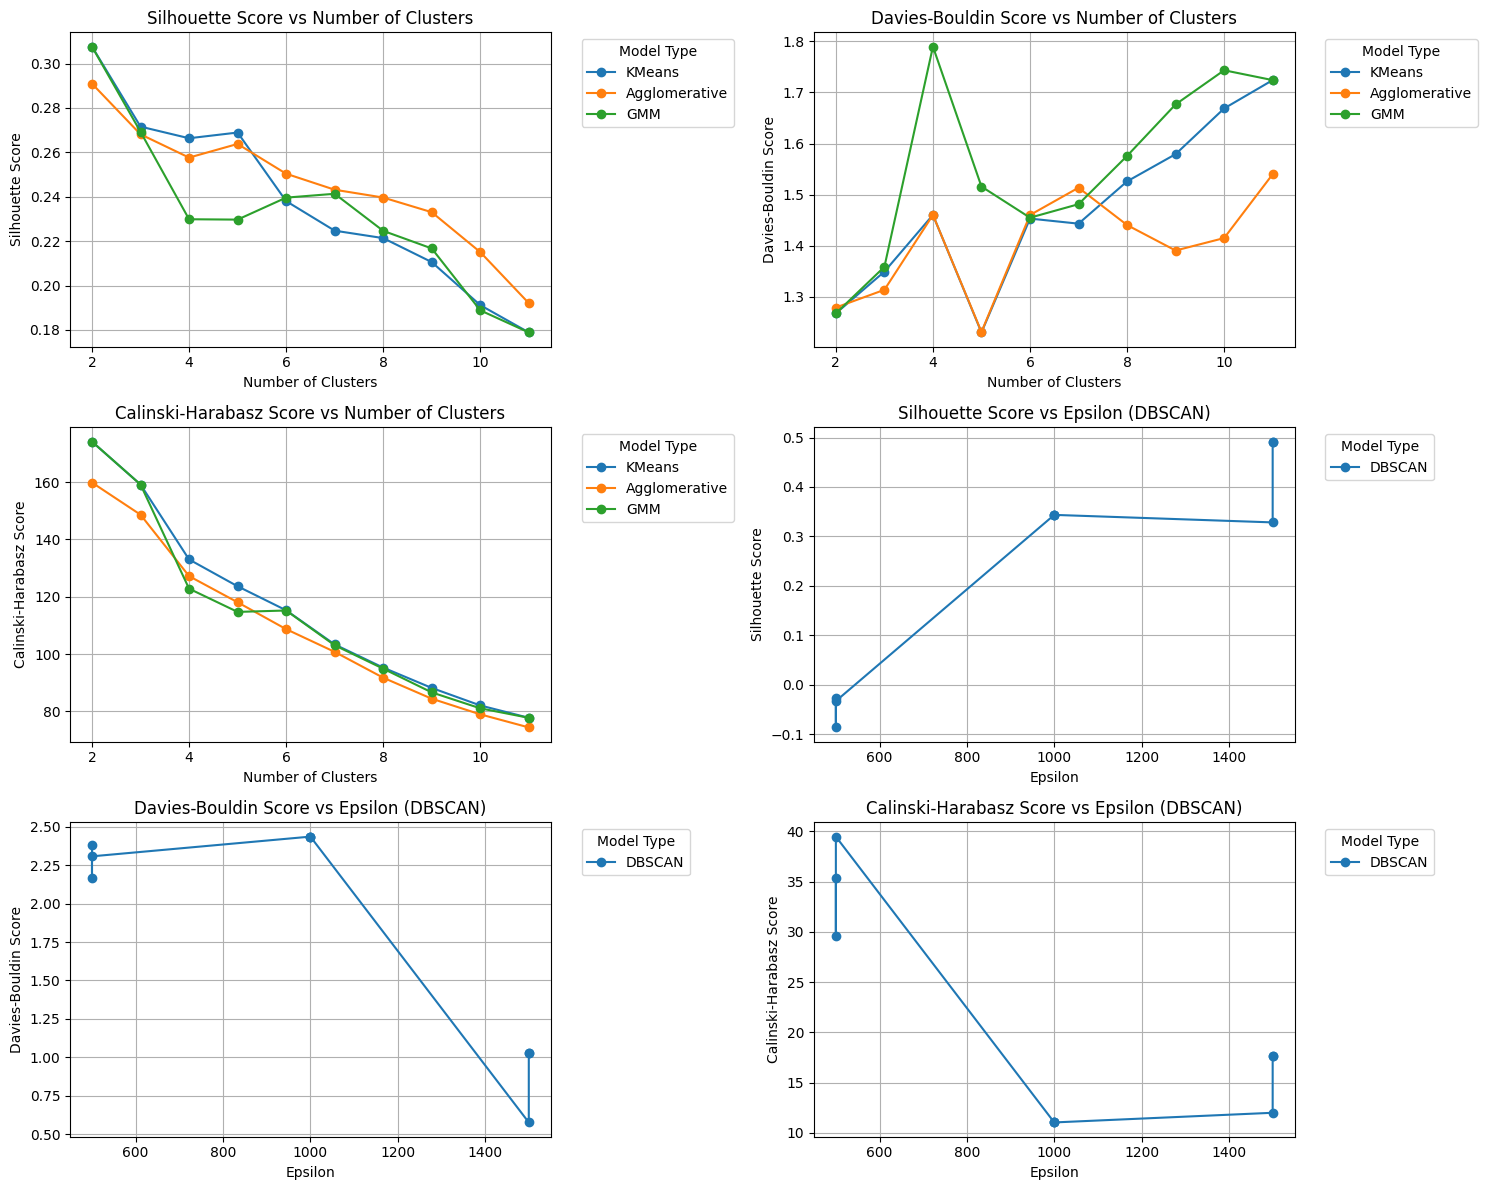 Silhouette Score vs Number of Clusters
Silhouette Score
0.30
0.28
0.26
0.24
0.22
0.20
0.18
2 4 6 8 10
Number of Clusters
Model Type
KMeans
Agglomerative
GMM
Davies-Bouldin Score vs Number of Clusters
Davies-Bouldin Score
1.8
1.7
1.6
1.5
1.4
1.3
2 4 6 8 10
Number of Clusters
Model Type
KMeans
Agglomerative
GMM
Calinski-Harabasz Score vs Number of Clusters
Calinski-Harabasz Score
160
140
120
100
80
2 4 6 8 10
Number of Clusters
Model Type
KMeans
Agglomerative
GMM
Silhouette Score vs Epsilon (DBSCAN)
Silhouette Score
0.5
0.4
0.3
0.2
0.1
0.0
−0.1
600 800 1000 1200 1400
Epsilon
Model Type
DBSCAN
Davies-Bouldin Score vs Epsilon (DBSCAN)
Davies-Bouldin Score
2.50
2.25
2.00
1.75
1.50
1.25
1.00
0.75
0.50
600 800 1000 1200 1400
Epsilon
Model Type
DBSCAN
Calinski-Harabasz Score vs Epsilon (DBSCAN)
Calinski-Harabasz Score
40
35
30
25
20
15
10
600 800 1000 1200 1400
Epsilon
Model Type
DBSCAN